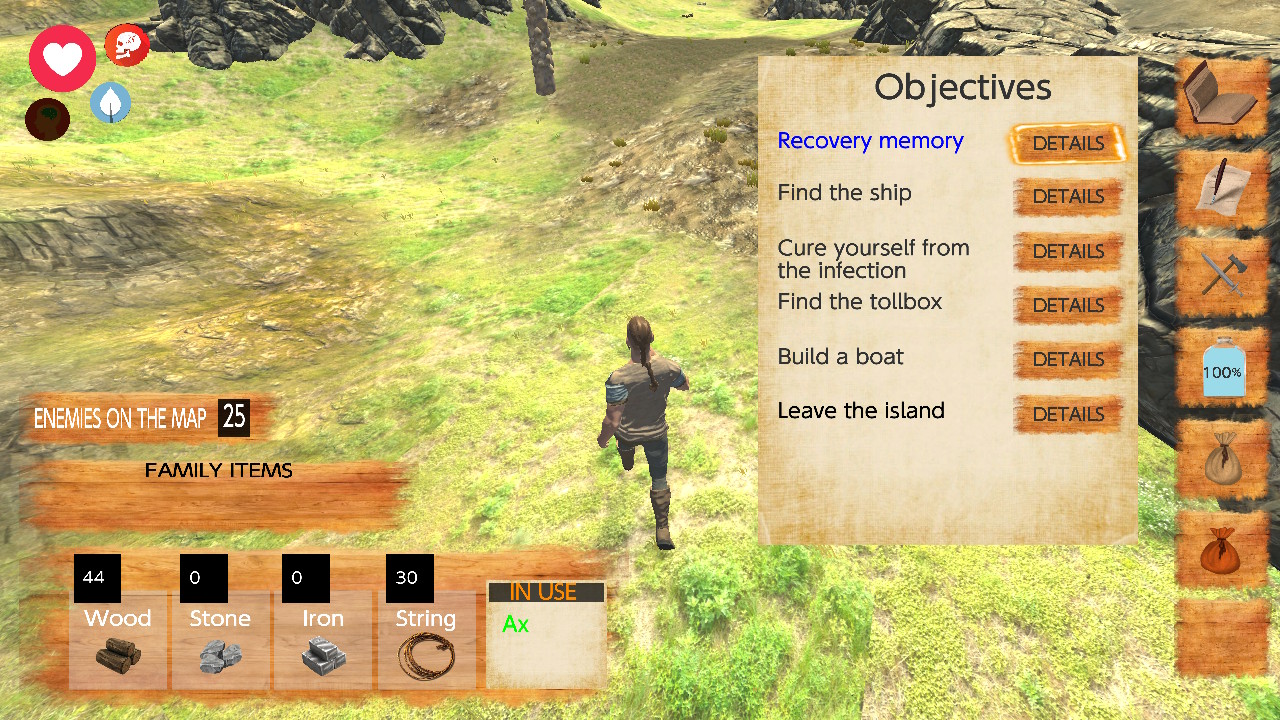 Objectives
Recovery memory DETAILS
Find the ship DETAILS
Cure yourself from
the infection DETAILS
Find the tollbox DETAILS
Build a boat DETAILS
Leave the island DETAILS
100%
ENEMIES ON THE MAP 25
FAMILY ITEMS
44 0 0 30
Wood Stone Iron String
IN USE
Ax